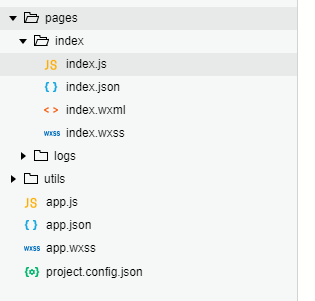 pages
index
JS index.js
{ } index.json
< > index.wxml
wxss index.wxss
logs
utils
JS app.js
{ } app.json
wxss app.wxss
{o} project.config.json